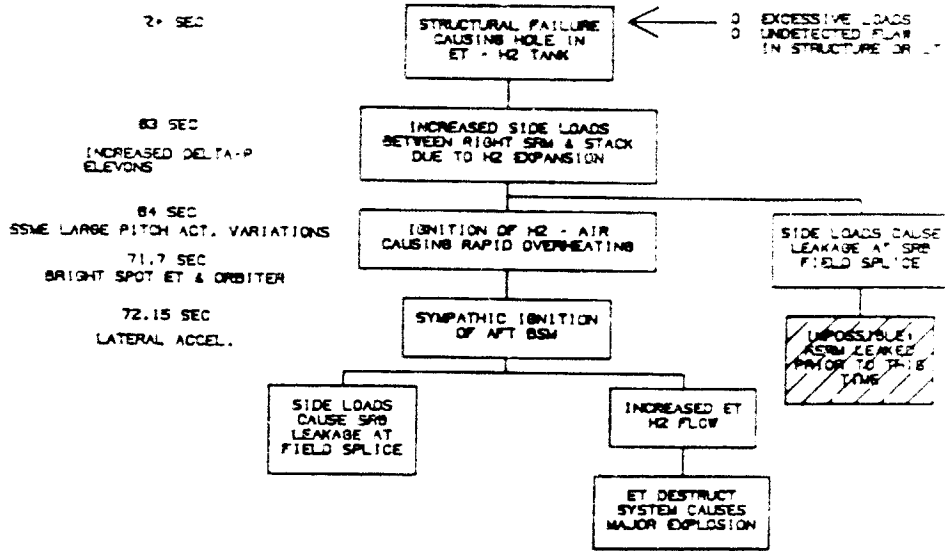 SEC
STRUCTURAL FAILURE
CAUSING HOLE IN
ET - H2 TANK
O EXCESSIVE LOADS
O UNDETECTED FLAW
IN STRUCTURE OR
63 SEC
INCREASED DELTA-P
ELEVONS
INCREASED SIDE LOADS
BETWEEN RIGHT SRM & STACK
DUE TO H2 EXPANSION
64 SEC
SSME LARGE PITCH ACT. VARIATIONS
71.7 SEC
BRIGHT SPOT ET & ORBITER
IGNITION OF H2 - AIR
CAUSING RAPID OVERHEATING
SIDE LOADS CAUSE
LEAKAGE AT SRB
FIELD SPLICE
72.15 SEC
LATERAL ACCEL.
SYMPATHIC IGNITION
OF AFT BSM
IMPOSSIBLE:
LEAKED
PRIOR TO THIS
TIME
SIDE LOADS
CAUSE SRB
LEAKAGE AT
FIELD SPLICE
INCREASED ET
H2 FLOW
ET DESTRUCT
SYSTEM CAUSES
MAJOR EXPLOSION